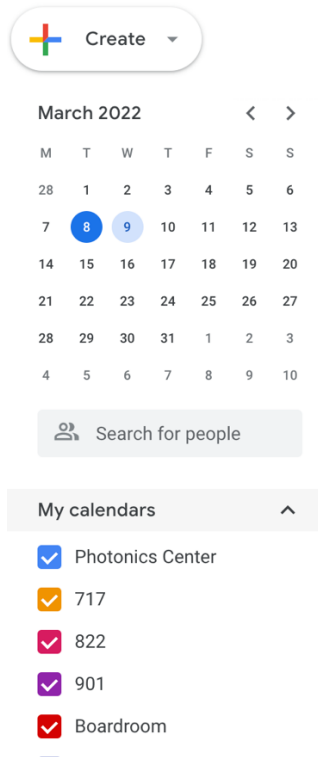 Create
March 2022
M T W T F S S
28 1 2 3 4 5 6
7 8 9 10 11 12 13
14 15 16 17 18 19 20
21 22 23 24 25 26 27
28 29 30 31 1 2 3
4 5 6 7 8 9 10
Search for people
My calendars
Photonics Center
717
822
901
Boardroom